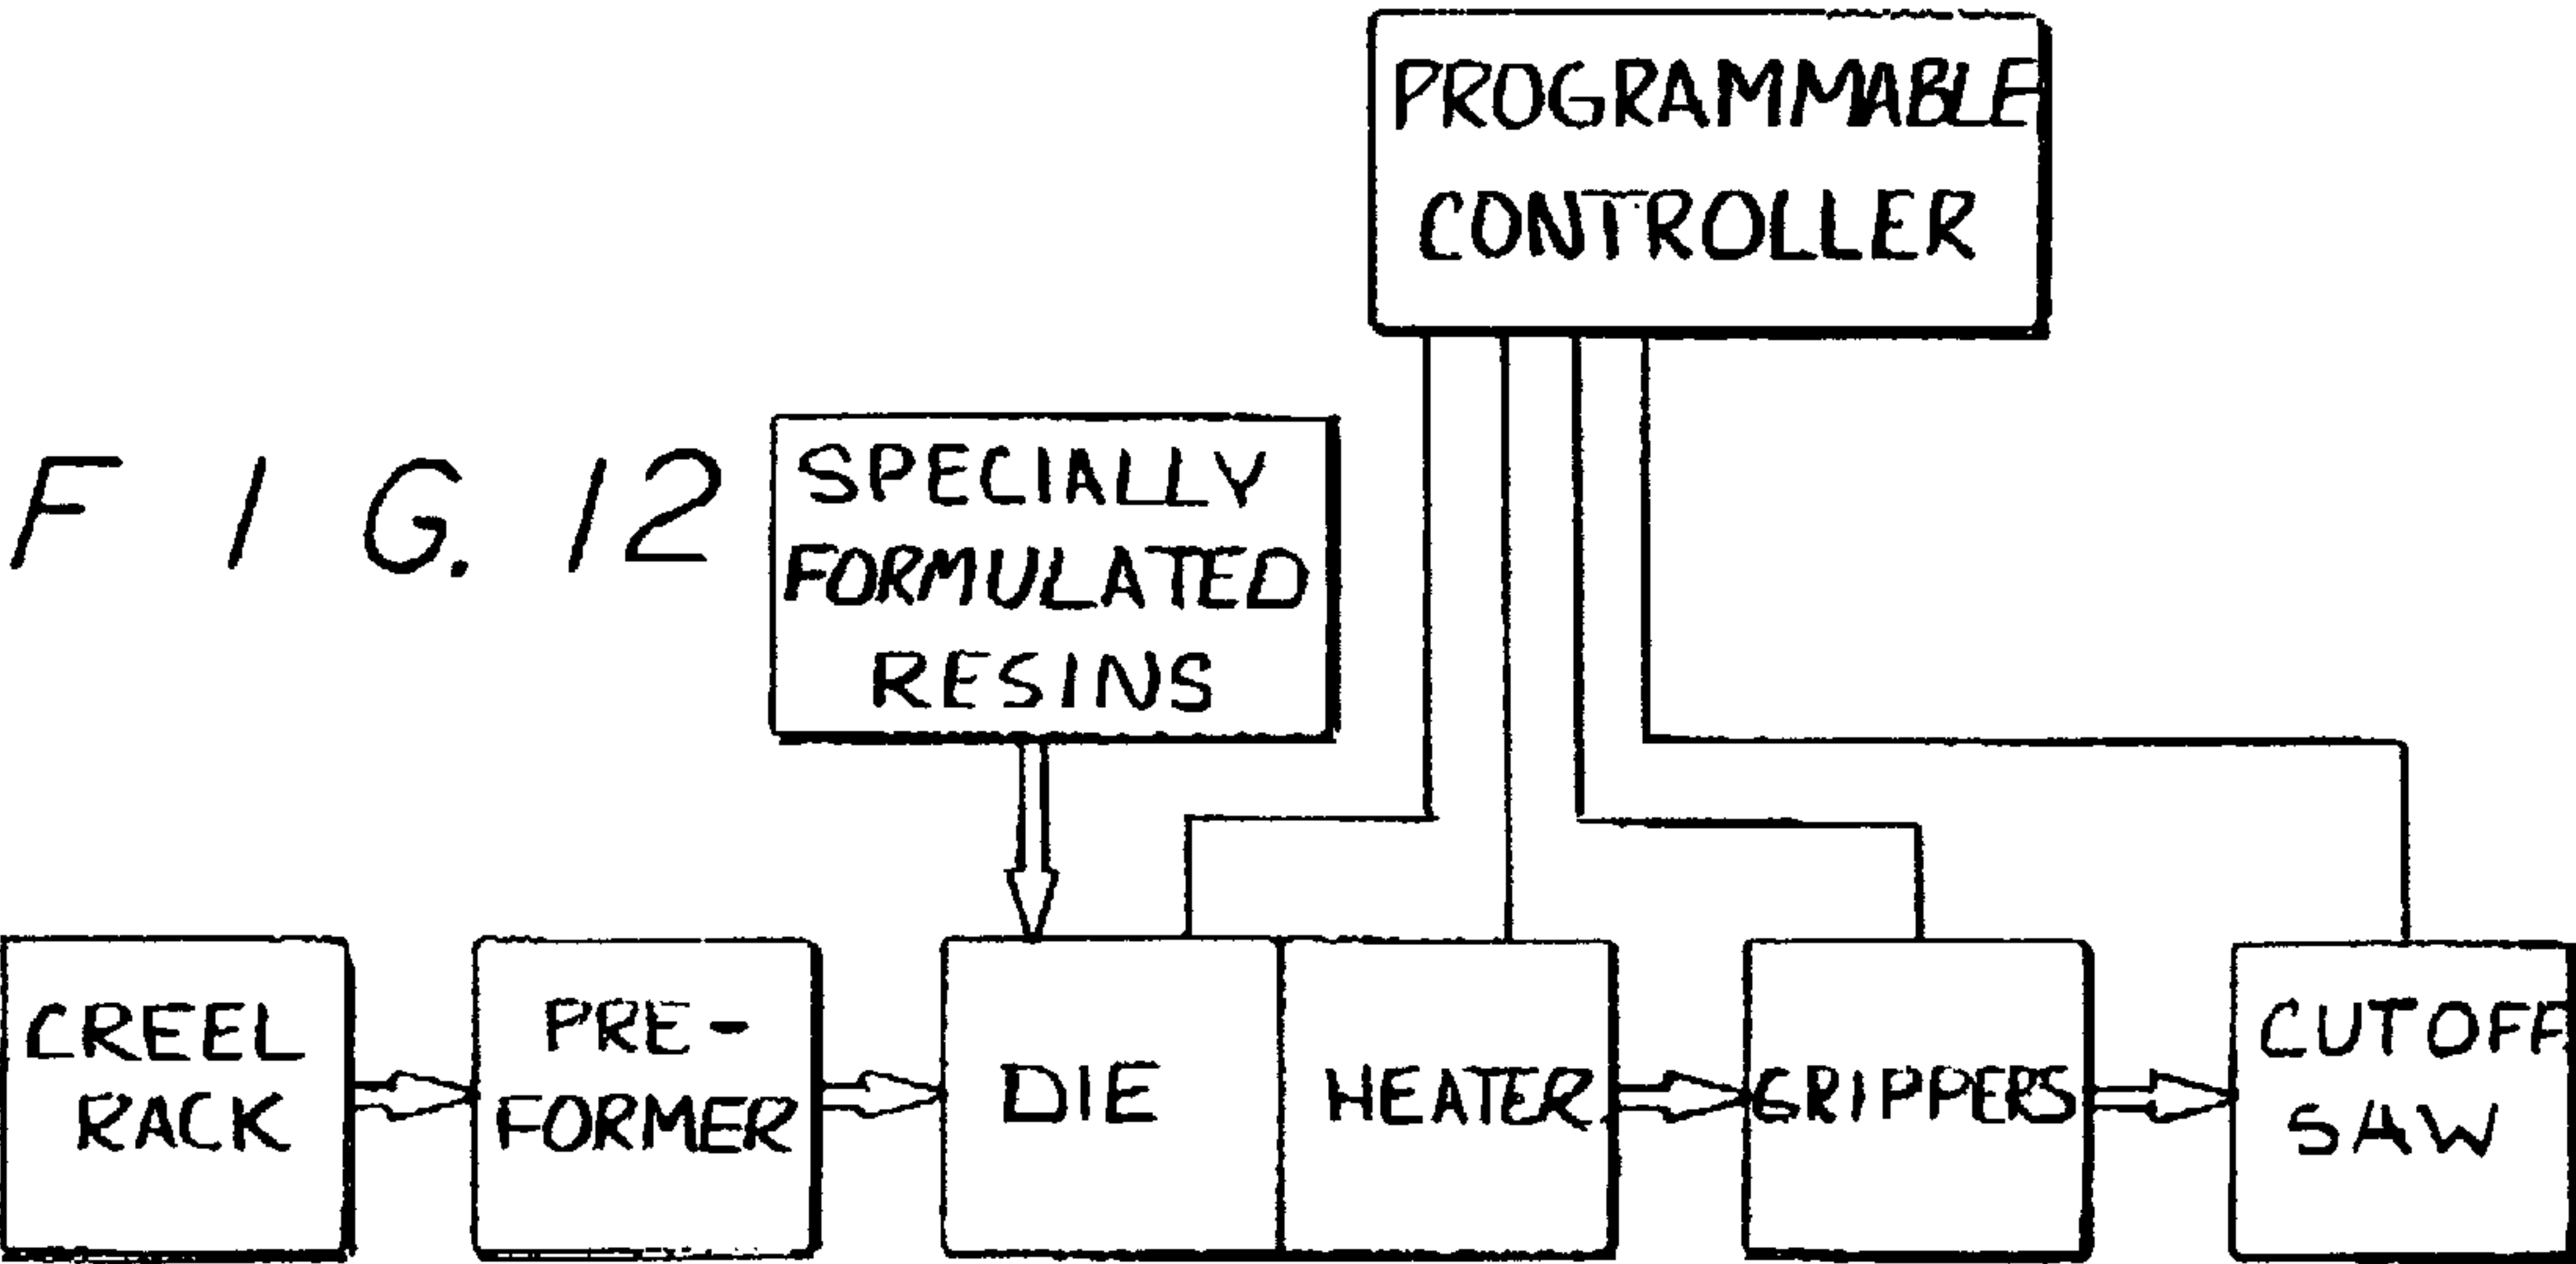 PROGRAMMABLE
CONTROLLER
F I G. 12
SPECIALLY
FORMULATED
RESINS
CREEL
RACK
PRE-
FORMER
DIE
HEATER
GRIPPERS
CUTOFF
SAW